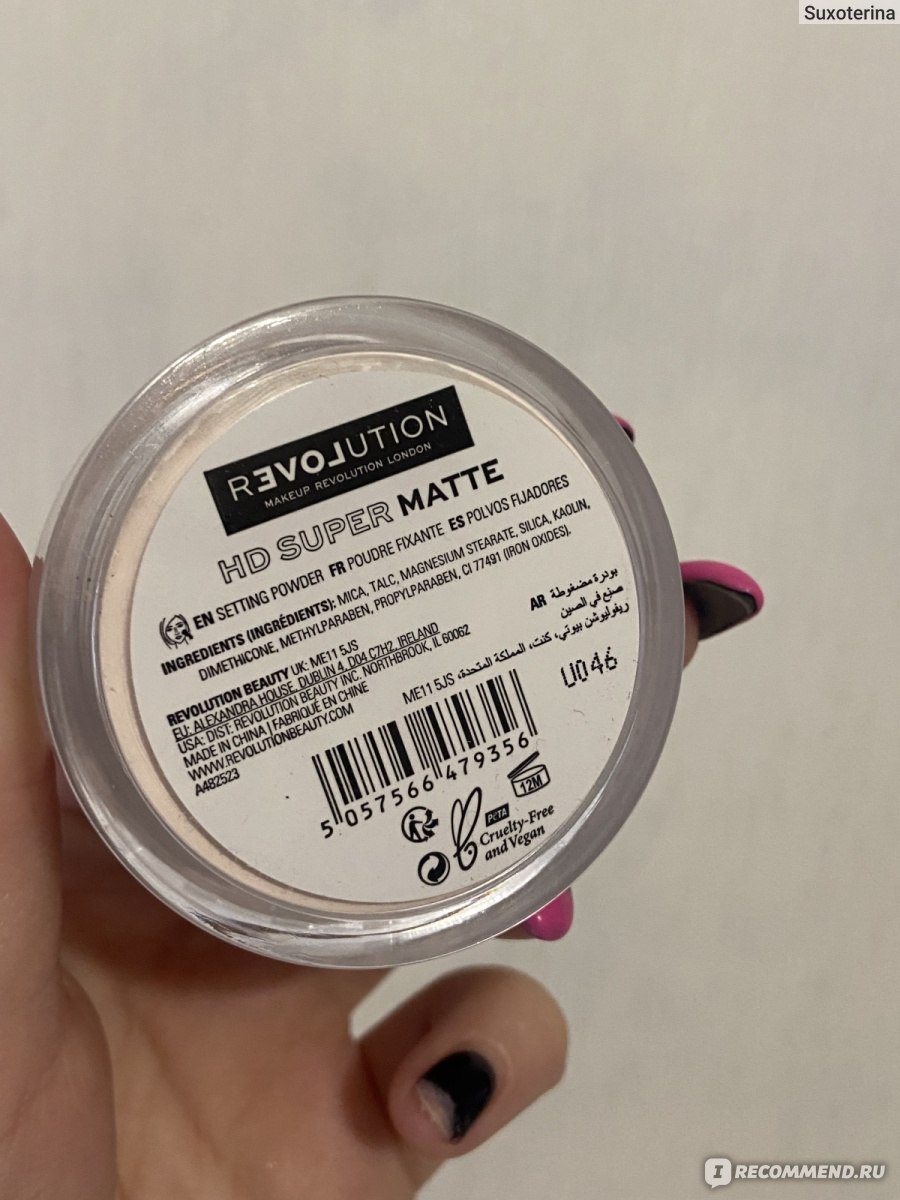 Suxoterina
REVOLUTION
MAKEUP REVOLUTION LONDON
HD SUPER MATTE
EN SETTING POWDER FR POUDRE FIXANTE ES POLVOS FIJADORES
INGREDIENTS (INGRÉDIENTS): MICA, TALC, MAGNESIUM STEARATE, SILICA, KAOLIN,
DIMETHICONE, METHYLPARABEN, PROPYLPARABEN, CI 77491 (IRON OXIDES).
AR بودرة مضغوطة
صنع في الصين
ريفوليوشن بيوتي، كنت، المملكة المتحدة، ME11 5JS
REVOLUTION BEAUTY UK: ME11 5JS
EU: ALEXANDRA HOUSE, DUBLIN 4, D04 C7H2, IRELAND
USA: DIST. REVOLUTION BEAUTY INC. NORTHBROOK, IL 60062
MADE IN CHINA | FABRIQUÉ EN CHINE
WWW.REVOLUTIONBEAUTY.COM
A482523
U046
5 057566 479356
12M
PETA
Cruelty-Free
and Vegan
IRECOMMEND.RU